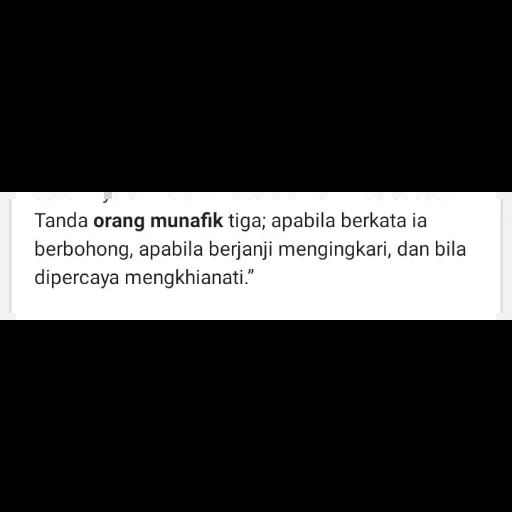 Tanda orang munafik tiga; apabila berkata ia
berbohong, apabila berjanji mengingkari, dan bila
dipercaya mengkhianati.”